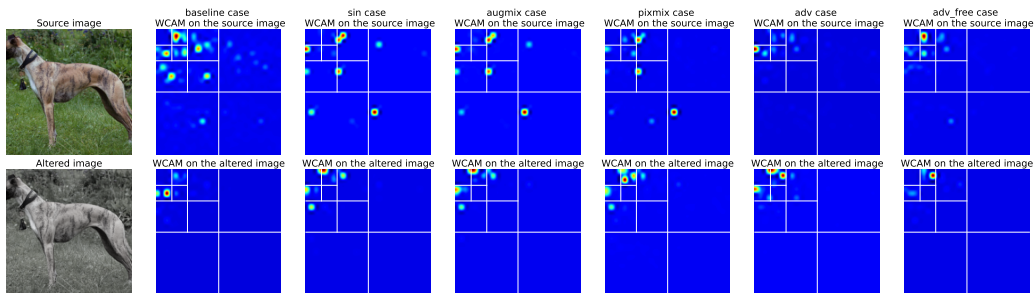 baseline case
sin case
augmix case
pixmix case
adv case
adv_free case
Source image
WCAM on the source image
WCAM on the source image
WCAM on the source image
WCAM on the source image
WCAM on the source image
WCAM on the source image
Altered image
WCAM on the altered image
WCAM on the altered image
WCAM on the altered image
WCAM on the altered image
WCAM on the altered image
WCAM on the altered image